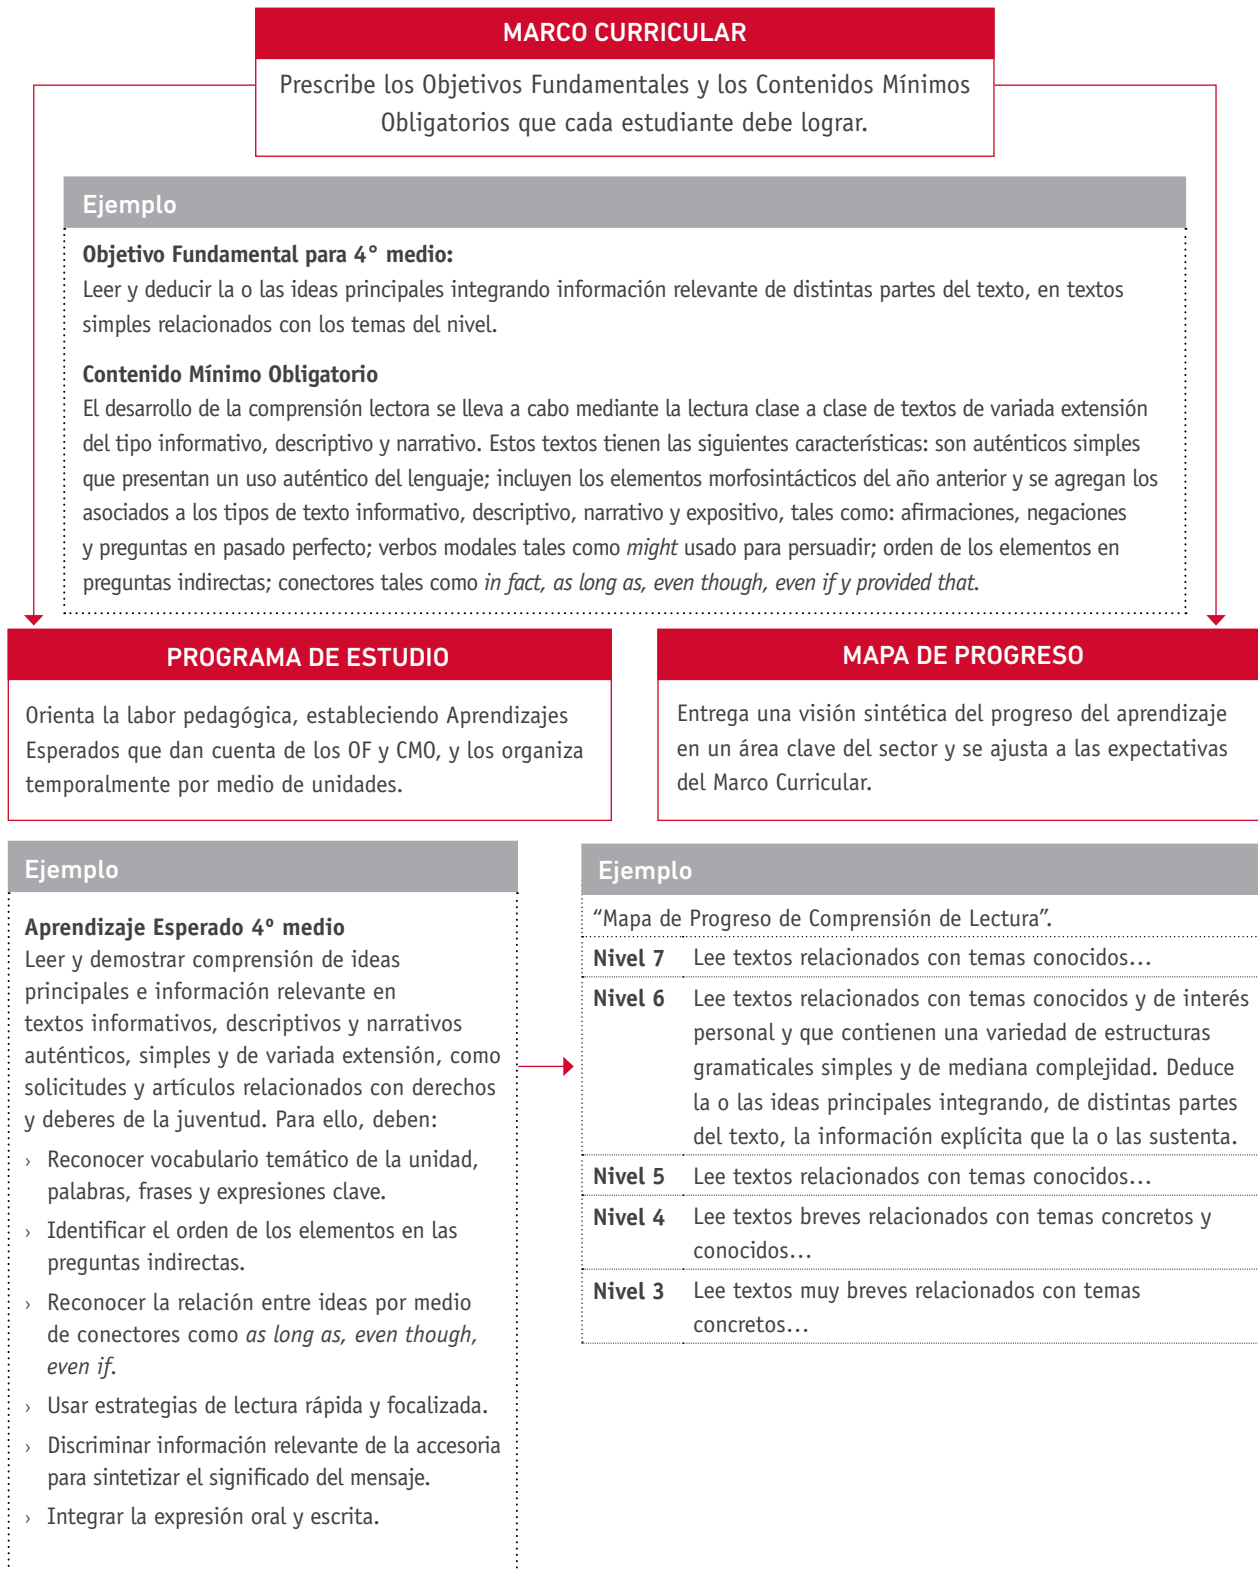 MARCO CURRICULAR
Prescribe los Objetivos Fundamentales y los Contenidos Mínimos
Obligatorios que cada estudiante debe lograr.
Ejemplo
Objetivo Fundamental para 4° medio:
Leer y deducir la o las ideas principales integrando información relevante de distintas partes del texto, en textos
simples relacionados con los temas del nivel.
Contenido Mínimo Obligatorio
El desarrollo de la comprensión lectora se lleva a cabo mediante la lectura clase a clase de textos de variada extensión
del tipo informativo, descriptivo y narrativo. Estos textos tienen las siguientes características: son auténticos simples
que presentan un uso auténtico del lenguaje; incluyen los elementos morfosintácticos del año anterior y se agregan los
asociados a los tipos de texto informativo, descriptivo, narrativo y expositivo, tales como: afirmaciones, negaciones
y preguntas en pasado perfecto; verbos modales tales como might usado para persuadir; orden de los elementos en
preguntas indirectas; conectores tales como in fact, as long as, even though, even if y provided that.
PROGRAMA DE ESTUDIO
Orienta la labor pedagógica, estableciendo Aprendizajes
Esperados que dan cuenta de los OF y CMO, y los organiza
temporalmente por medio de unidades.
MAPA DE PROGRESO
Entrega una visión sintética del progreso del aprendizaje
en un área clave del sector y se ajusta a las expectativas
del Marco Curricular.
Ejemplo
Aprendizaje Esperado 4º medio
Leer y demostrar comprensión de ideas
principales e información relevante en
textos informativos, descriptivos y narrativos
auténticos, simples y de variada extensión, como
solicitudes y artículos relacionados con derechos
y deberes de la juventud. Para ello, deben:
› Reconocer vocabulario temático de la unidad,
palabras, frases y expresiones clave.
› Identificar el orden de los elementos en las
preguntas indirectas.
› Reconocer la relación entre ideas por medio
de conectores como as long as, even though,
even if.
› Usar estrategias de lectura rápida y focalizada.
› Discriminar información relevante de la accesoria
para sintetizar el significado del mensaje.
› Integrar la expresión oral y escrita.
Ejemplo
“Mapa de Progreso de Comprensión de Lectura”.
Nivel 7 Lee textos relacionados con temas conocidos…
Nivel 6 Lee textos relacionados con temas conocidos y de interés
personal y que contienen una variedad de estructuras
gramaticales simples y de mediana complejidad. Deduce
la o las ideas principales integrando, de distintas partes
del texto, la información explícita que la o las sustenta.
Nivel 5 Lee textos relacionados con temas conocidos…
Nivel 4 Lee textos breves relacionados con temas concretos y
conocidos…
Nivel 3 Lee textos muy breves relacionados con temas
concretos…